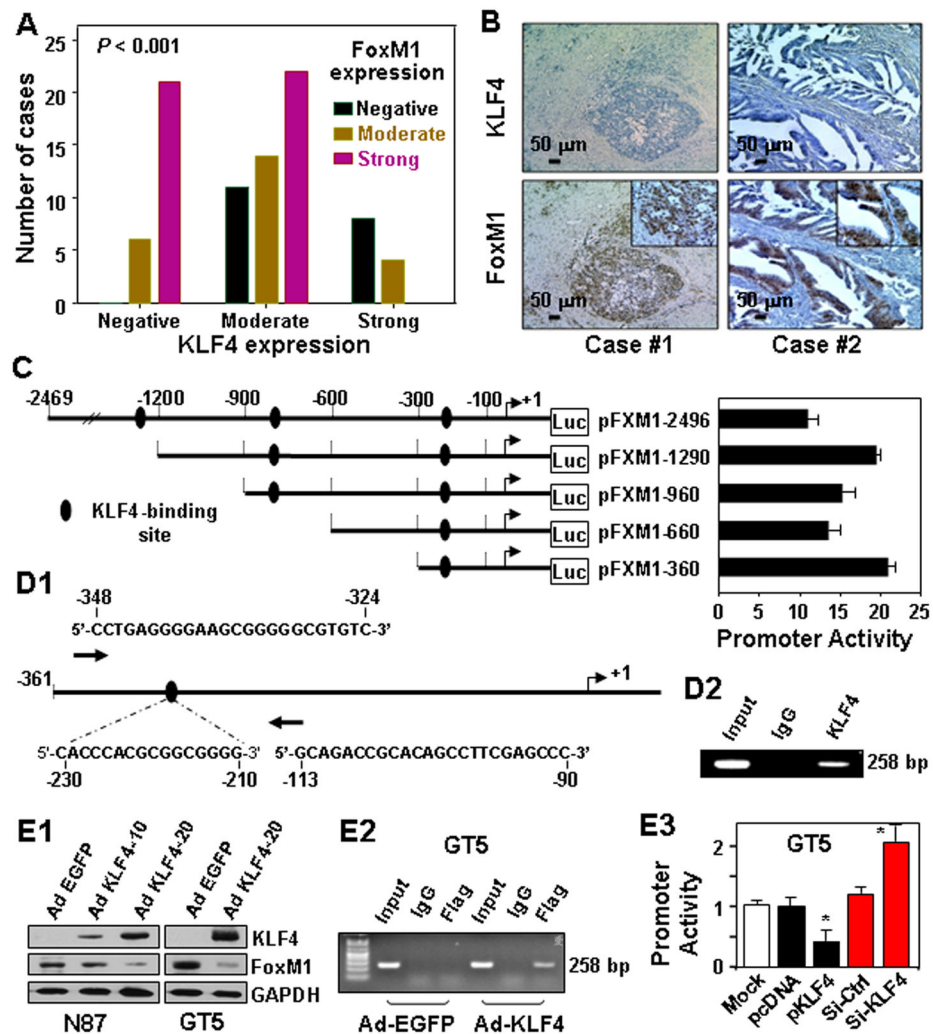 A
P < 0.001
FoxM1
expression
Negative
Moderate
Strong
25
20
15
10
5
0
Number of cases
Negative Moderate Strong
KLF4 expression
B
KLF4
50 µm
50 µm
FoxM1
50 µm
50 µm
Case #1 Case #2
C
-2469 -1200 -900 -600 -300 -100 +1
Luc pFXM1-2496
Luc pFXM1-1290
Luc pFXM1-960
Luc pFXM1-660
Luc pFXM1-360
KLF4-binding
site
0 5 10 15 20 25
Promoter Activity
D1
-348 -324
5'-CCTGAGGGGAAGCGGGGGCGTGTC-3'
-361 +1
5'-CACCCACGCGGCGGGG-3' 5'-GCAGACCGCACAGCCTTCGAGCCC-3'
-230 -210 -113 -90
D2
Input IgG KLF4
258 bp
E1
Ad EGFP Ad KLF4-10 Ad KLF4-20 Ad EGFP Ad KLF4-20
KLF4
FoxM1
GAPDH
N87 GT5
E2
GT5
Input IgG Flag Input IgG Flag
258 bp
Ad-EGFP Ad-KLF4
E3
GT5
2
1
0
Promoter
Activity
*
*
Mock pcDNA pKLF4 Si-Ctrl Si-KLF4